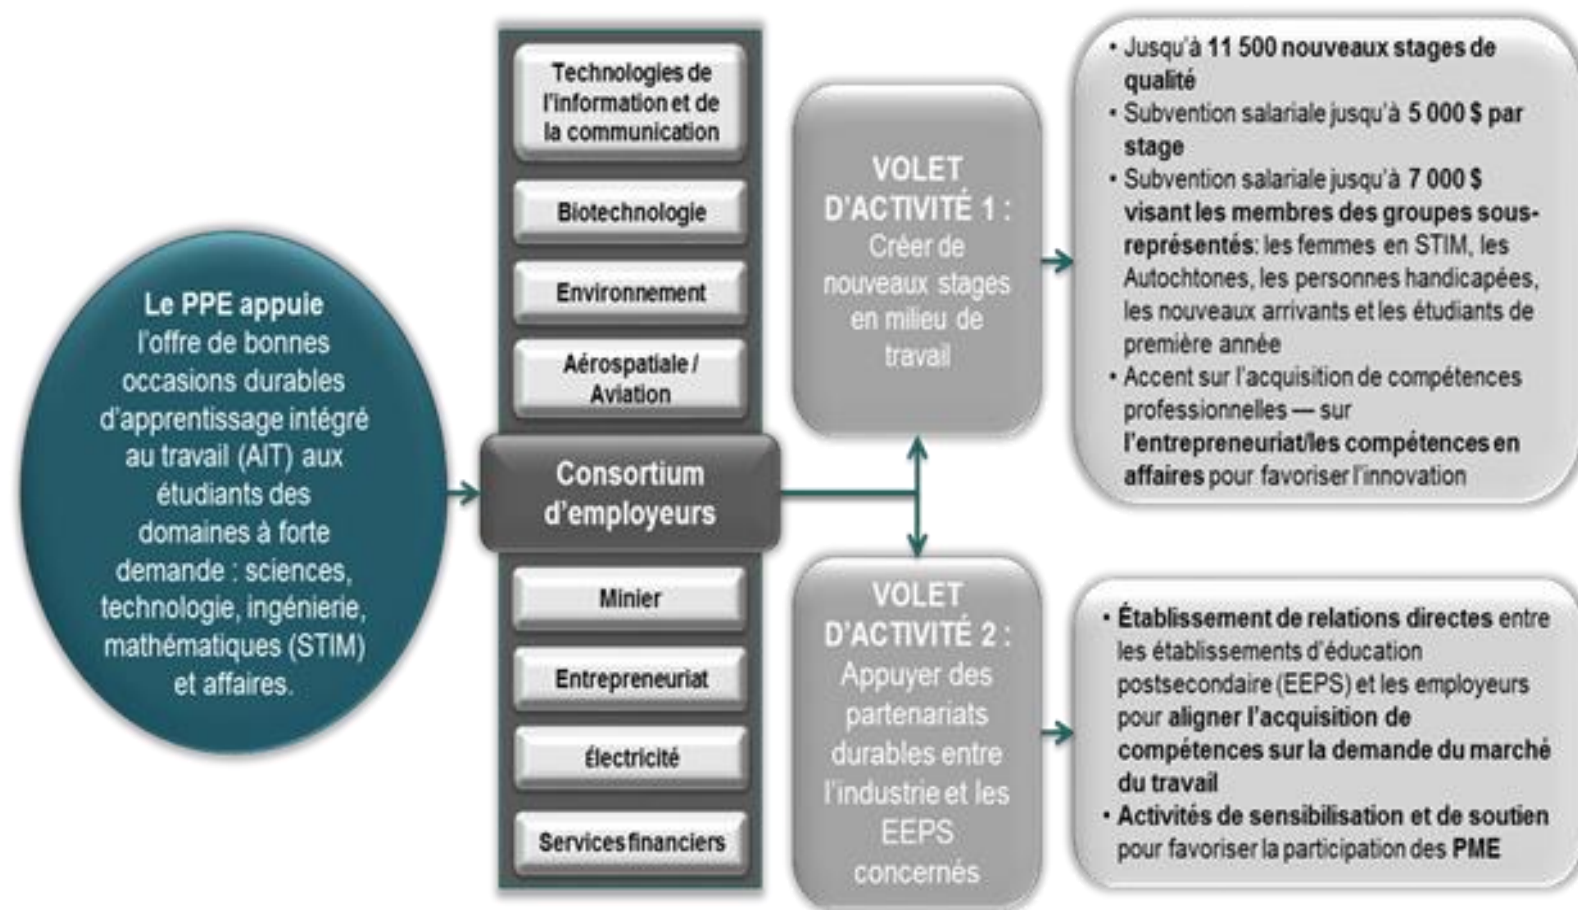 Le PPE appuie
l'offre de bonnes
occasions durables
d'apprentissage intégré
au travail (AIT) aux
étudiants des
domaines à forte
demande : sciences,
technologie, ingénierie,
mathématiques (STIM)
et affaires.
Technologies de
l'information et de
la communication
Biotechnologie
Environnement
Aérospatiale /
Aviation
Consortium
d'employeurs
Minier
Entrepreneuriat
Électricité
Services financiers
VOLET
D'ACTIVITÉ 1 :
Créer de
nouveaux stages
en milieu de
travail
• Jusqu'à 11 500 nouveaux stages de
qualité
• Subvention salariale jusqu'à 5 000 $ par
stage
• Subvention salariale jusqu'à 7 000 $
visant les membres des groupes sous-
représentés: les femmes en STIM, les
Autochtones, les personnes handicapées,
les nouveaux arrivants et les étudiants de
première année
• Accent sur l'acquisition de compétences
professionnelles — sur
l'entrepreneuriat/les compétences en
affaires pour favoriser l'innovation
VOLET
D'ACTIVITÉ 2 :
Appuyer des
partenariats
durables entre
l'industrie et les
EEPS
concernés
• Établissement de relations directes entre
les établissements d'éducation
postsecondaire (EEPS) et les employeurs
pour aligner l'acquisition de
compétences sur la demande du marché
du travail
• Activités de sensibilisation et de soutien
pour favoriser la participation des PME